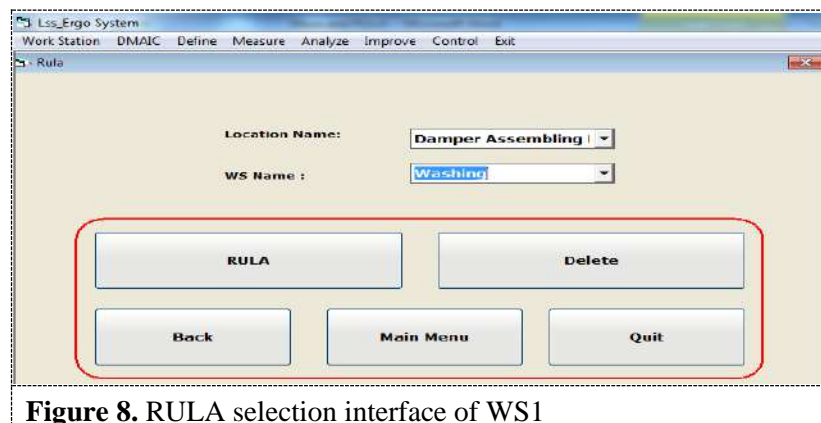 Lss_Ergo System
Work Station DMAIC Define Measure Analyze Improve Control Exit
Rula
Location Name: Damper Assembling
WS Name : Washing
RULA Delete
Back Main Menu Quit
Figure 8. RULA selection interface of WS1